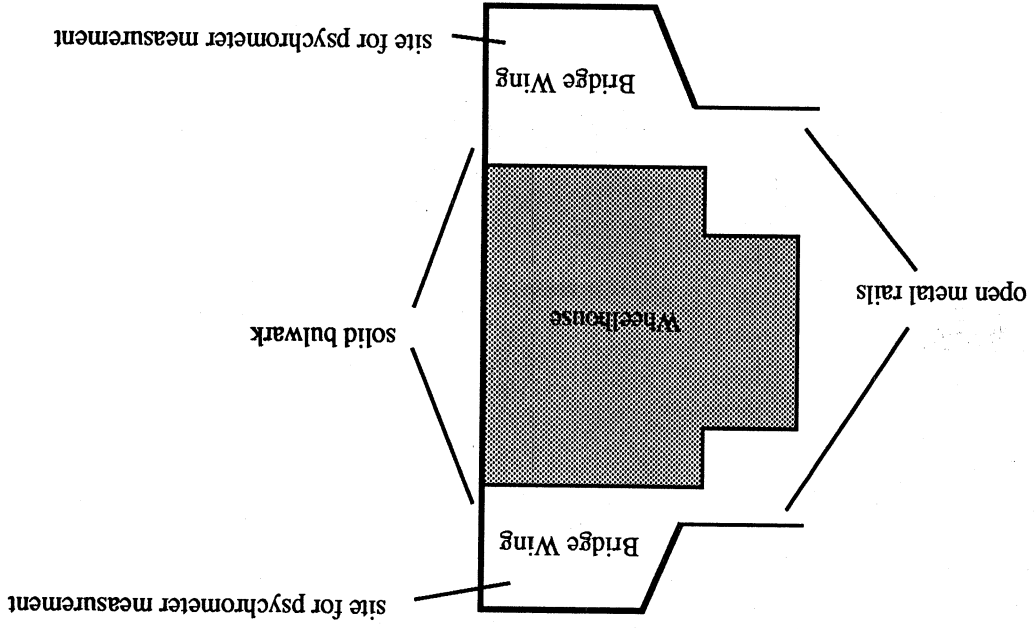 site for psychrometer measurement
Bridge Wing
solid bulwark
Wheelhouse
open metal rails
Bridge Wing
site for psychrometer measurement